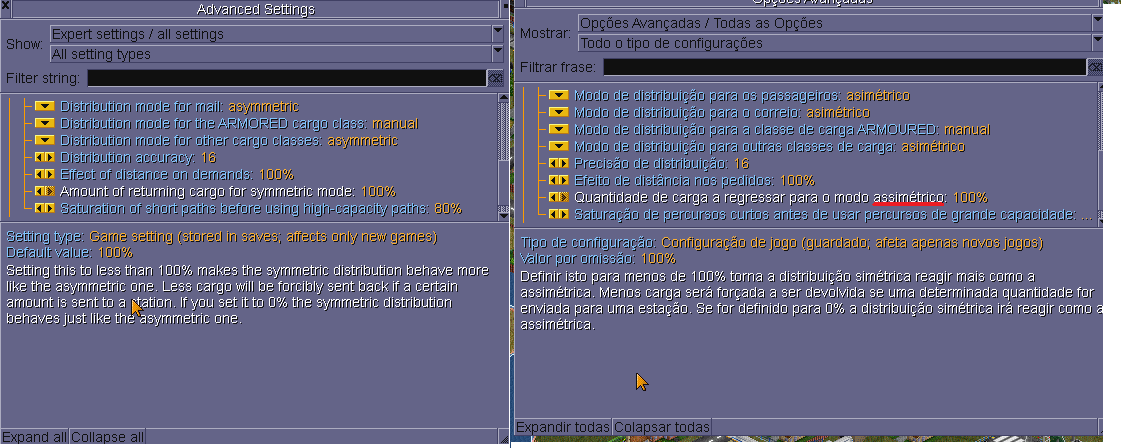 Advanced Settings
Show:
Expert settings / all settings
All setting types
Filter string:
Distribution mode for mail: asymmetric
Distribution mode for the ARMORED cargo class: manual
Distribution mode for other cargo classes: asymmetric
Distribution accuracy: 16
Effect of distance on demands: 100%
Amount of returning cargo for symmetric mode: 100%
Saturation of short paths before using high-capacity paths: 80%
Setting type: Game setting (stored in saves; affects only new games)
Default value: 100%
Setting this to less than 100% makes the symmetric distribution behave more
like the asymmetric one. Less cargo will be forcibly sent back if a certain
amount is sent to a station. If you set it to 0% the symmetric distribution
behaves just like the asymmetric one.
Expand all Collapse all
Opções Avançadas
Mostrar:
Opções Avançadas / Todas as Opções
Todo o tipo de configurações
Filtrar frase:
Modo de distribuição para os passageiros: asimétrico
Modo de distribuição para o correio: asimétrico
Modo de distribuição para a classe de carga ARMOURED: manual
Modo de distribuição para outras classes de carga: asimétrico
Precisão de distribuição: 16
Efeito de distância nos pedidos: 100%
Quantidade de carga a regressar para o modo assimétrico: 100%
Saturação de percursos curtos antes de usar percursos de grande capacidade: ...
Tipo de configuração: Configuração de jogo (guardado; afeta apenas novos jogos)
Valor por omissão: 100%
Definir isto para menos de 100% torna a distribuição simétrica reagir mais como a
assimétrica. Menos carga será forçada a ser devolvida se uma determinada quantidade for
enviada para uma estação. Se for definido para 0% a distribuição simétrica irá reagir como a
assimétrica.
Expandir todas Colapsar todas